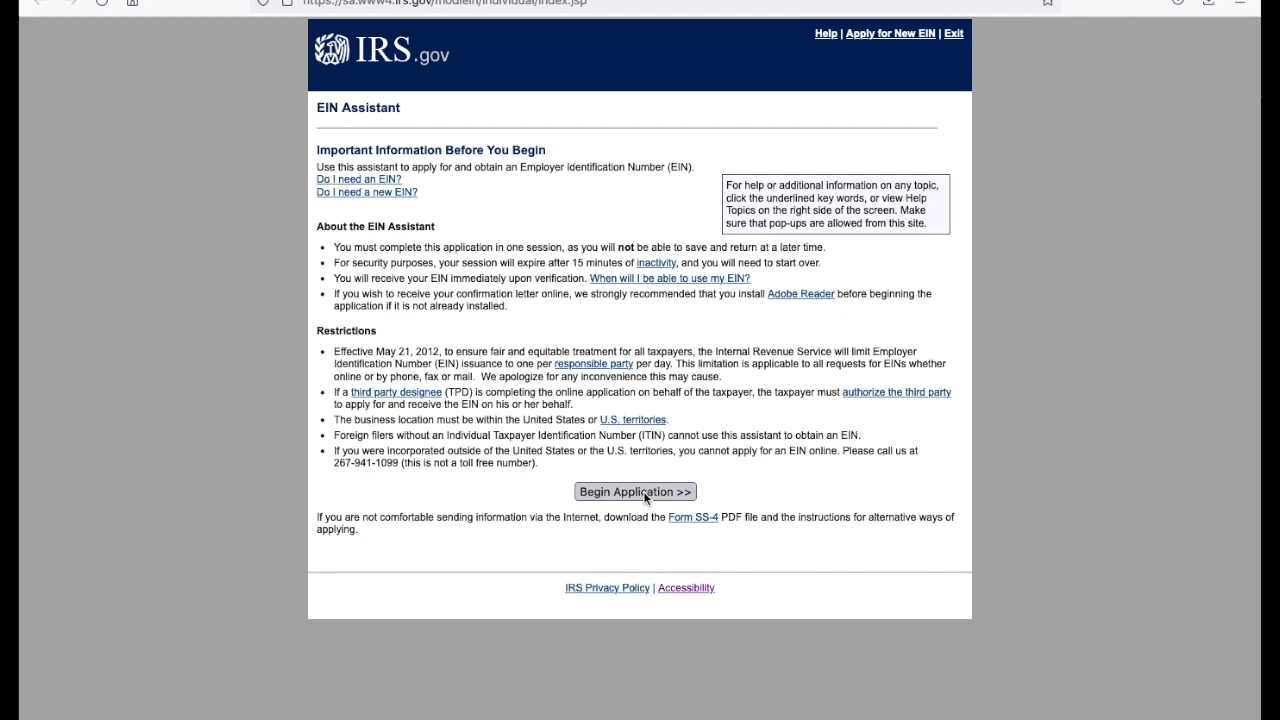 https://sa.www4.irs.gov/modiein/individual/index.jsp
IRS.gov
Help | Apply for New EIN | Exit
EIN Assistant
Important Information Before You Begin
Use this assistant to apply for and obtain an Employer Identification Number (EIN).
Do I need an EIN?
Do I need a new EIN?
For help or additional information on any topic,
click the underlined key words, or view Help
Topics on the right side of the screen. Make
sure that pop-ups are allowed from this site.
About the EIN Assistant
• You must complete this application in one session, as you will not be able to save and return at a later time.
• For security purposes, your session will expire after 15 minutes of inactivity, and you will need to start over.
• You will receive your EIN immediately upon verification. When will I be able to use my EIN?
• If you wish to receive your confirmation letter online, we strongly recommended that you install Adobe Reader before beginning the
application if it is not already installed.
Restrictions
• Effective May 21, 2012, to ensure fair and equitable treatment for all taxpayers, the Internal Revenue Service will limit Employer
Identification Number (EIN) issuance to one per responsible party per day. This limitation is applicable to all requests for EINs whether
online or by phone, fax or mail. We apologize for any inconvenience this may cause.
• If a third party designee (TPD) is completing the online application on behalf of the taxpayer, the taxpayer must authorize the third party
to apply for and receive the EIN on his or her behalf.
• The business location must be within the United States or U.S. territories.
• Foreign filers without an Individual Taxpayer Identification Number (ITIN) cannot use this assistant to obtain an EIN.
• If you were incorporated outside of the United States or the U.S. territories, you cannot apply for an EIN online. Please call us at
267-941-1099 (this is not a toll free number).
Begin Application >>
If you are not comfortable sending information via the Internet, download the Form SS-4 PDF file and the instructions for alternative ways of
applying.
IRS Privacy Policy | Accessibility